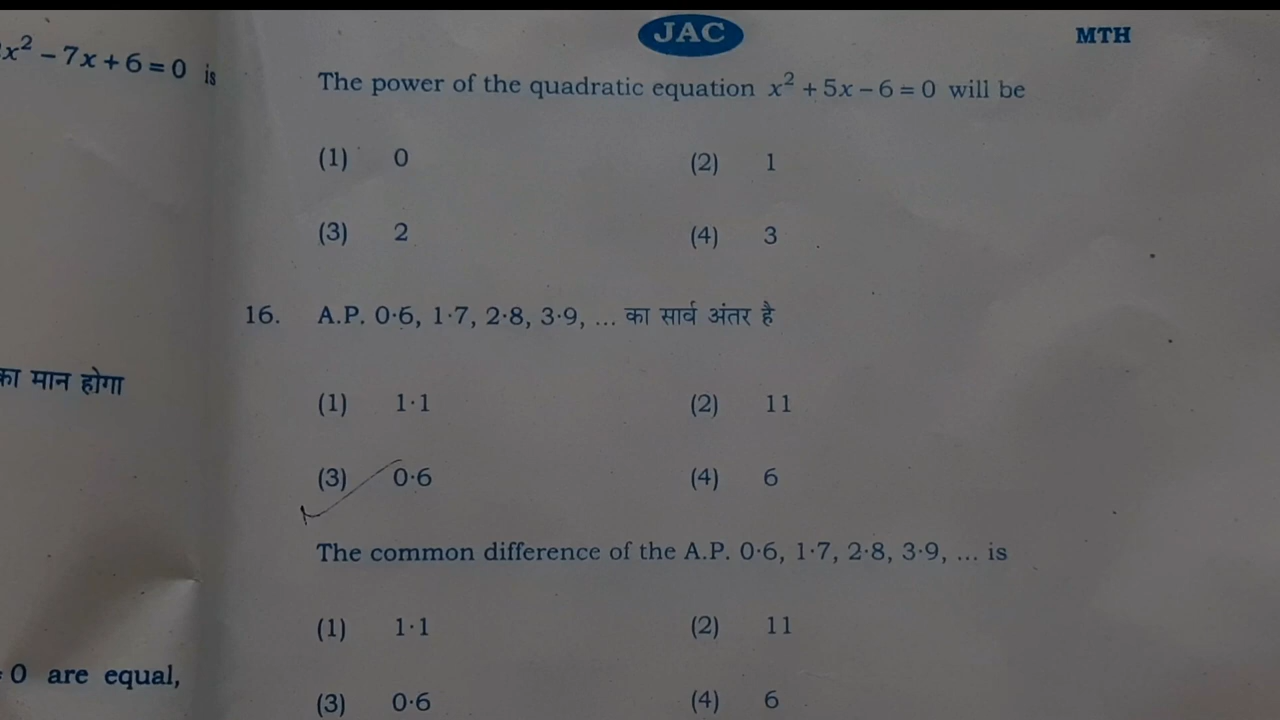 x² – 7x + 6 = 0 is
का मान होगा
= 0 are equal,
JAC
MTH
The power of the quadratic equation x² + 5x – 6 = 0 will be
(1) 0 (2) 1
(3) 2 (4) 3
16. A.P. 0·6, 1·7, 2·8, 3·9, ... का सार्व अंतर है
(1) 1·1 (2) 11
(3) 0·6 (4) 6
The common difference of the A.P. 0·6, 1·7, 2·8, 3·9, ... is
(1) 1·1 (2) 11
(3) 0·6 (4) 6